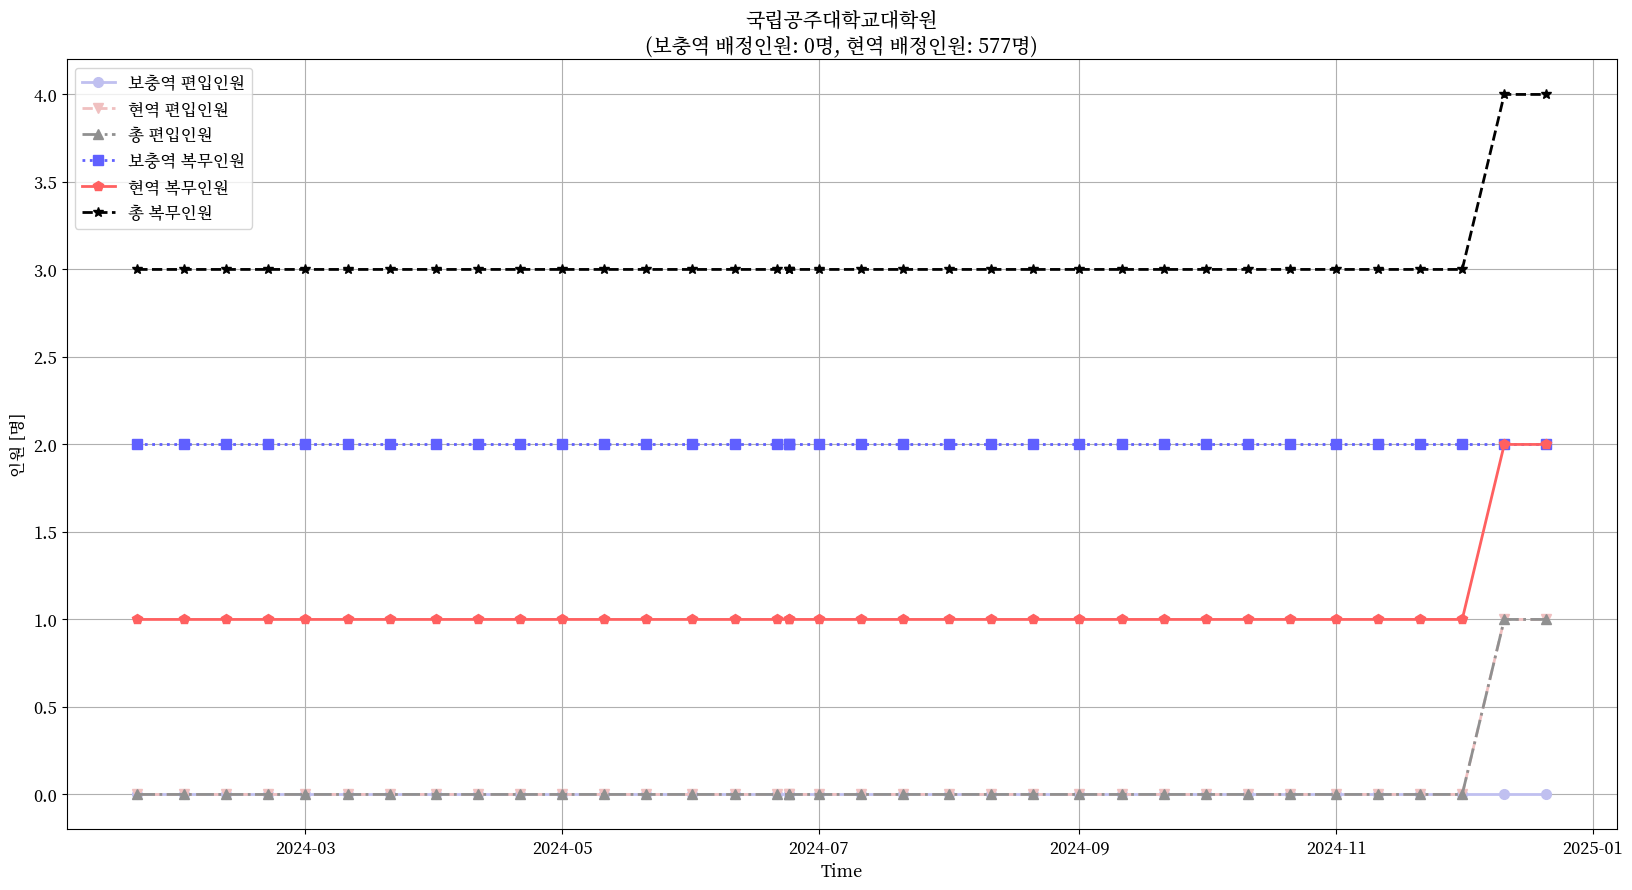 국립공주대학교대학원
(보충역 배정인원: 0명, 현역 배정인원: 577명)
보충역 편입인원
현역 편입인원
총 편입인원
보충역 복무인원
현역 복무인원
총 복무인원
4.0
3.5
3.0
2.5
2.0
1.5
1.0
0.5
0.0
인원 [명]
2024-03
2024-05
2024-07
2024-09
2024-11
2025-01
Time